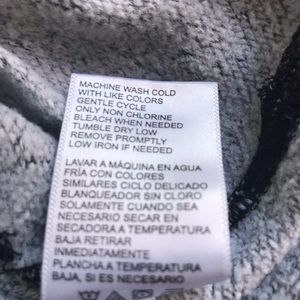 MACHINE WASH COLD
WITH LIKE COLORS
GENTLE CYCLE
ONLY NON CHLORINE
BLEACH WHEN NEEDED
TUMBLE DRY LOW
REMOVE PROMPTLY
LOW IRON IF NEEDED
LAVAR A MÁQUINA EN AGUA
FRÍA CON COLORES
SIMILARES CICLO DELICADO
BLANQUEADOR SIN CLORO
SOLAMENTE CUANDO SEA
NECESARIO SECAR EN
SECADORA A TEMPERATURA
BAJA RETIRAR
INMEDIATAMENTE
PLANCHA A TEMPERATURA
BAJA, SI ES NECESARIO